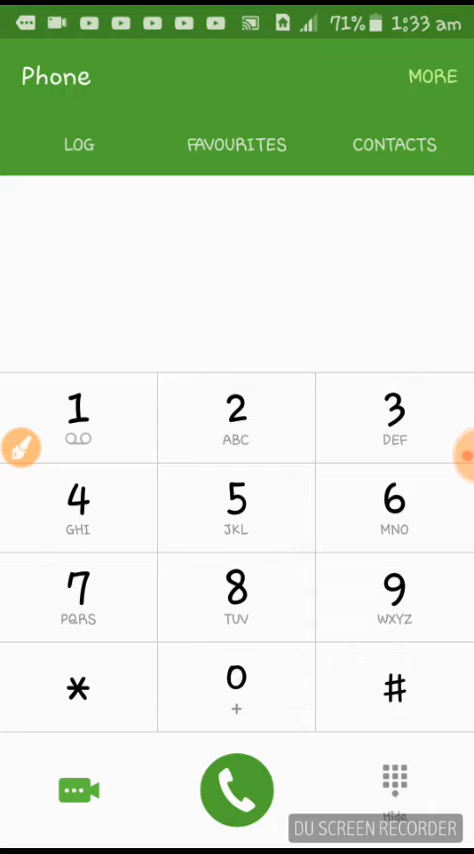 71% 1:33 am
Phone MORE
LOG FAVOURITES CONTACTS
1 2 3
ABC DEF
4 5 6
GHI JKL MNO
7 8 9
PQRS TUV WXYZ
* 0 #
+
Hide
DU SCREEN RECORDER